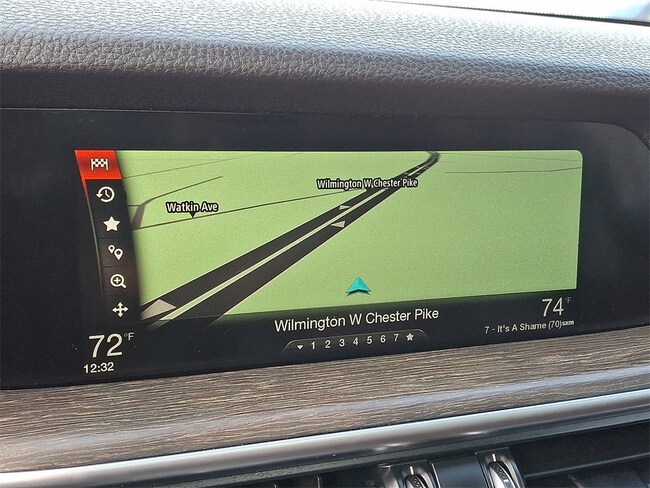 Wilmington W Chester Pike
Watkin Ave
Wilmington W Chester Pike
72°F
12:32
1 2 3 4 5 6 7
74°F
7 - It's A Shame (70)sxm